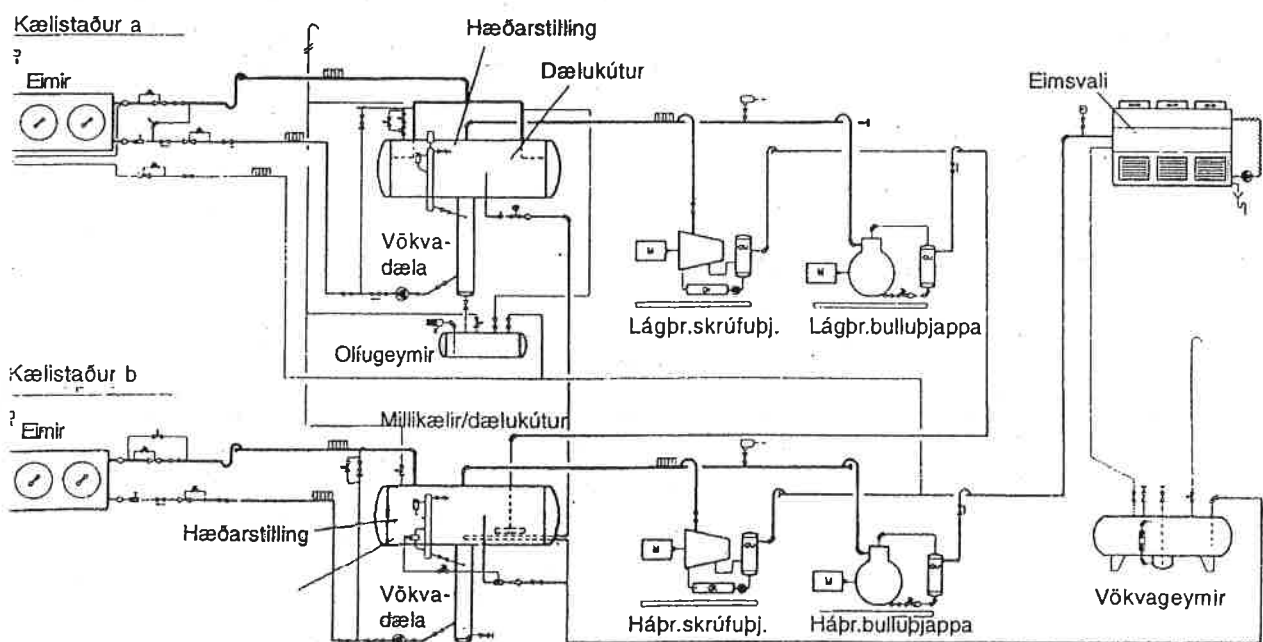 Kælistaður a
Hæðarstilling
Dælukútur
Eimir
Eimsvali
Vökva-
dæla
M
M
Lágþr.skrúfuþj.
Lágþr.bulluþjappa
Olíugeymir
Kælistaður b
Eimir
Millikælir/dælukútur
Hæðarstilling
M
M
Vökva-
dæla
Háþr.skrúfuþj.
Háþr.bulluþjappa
Vökvageymir